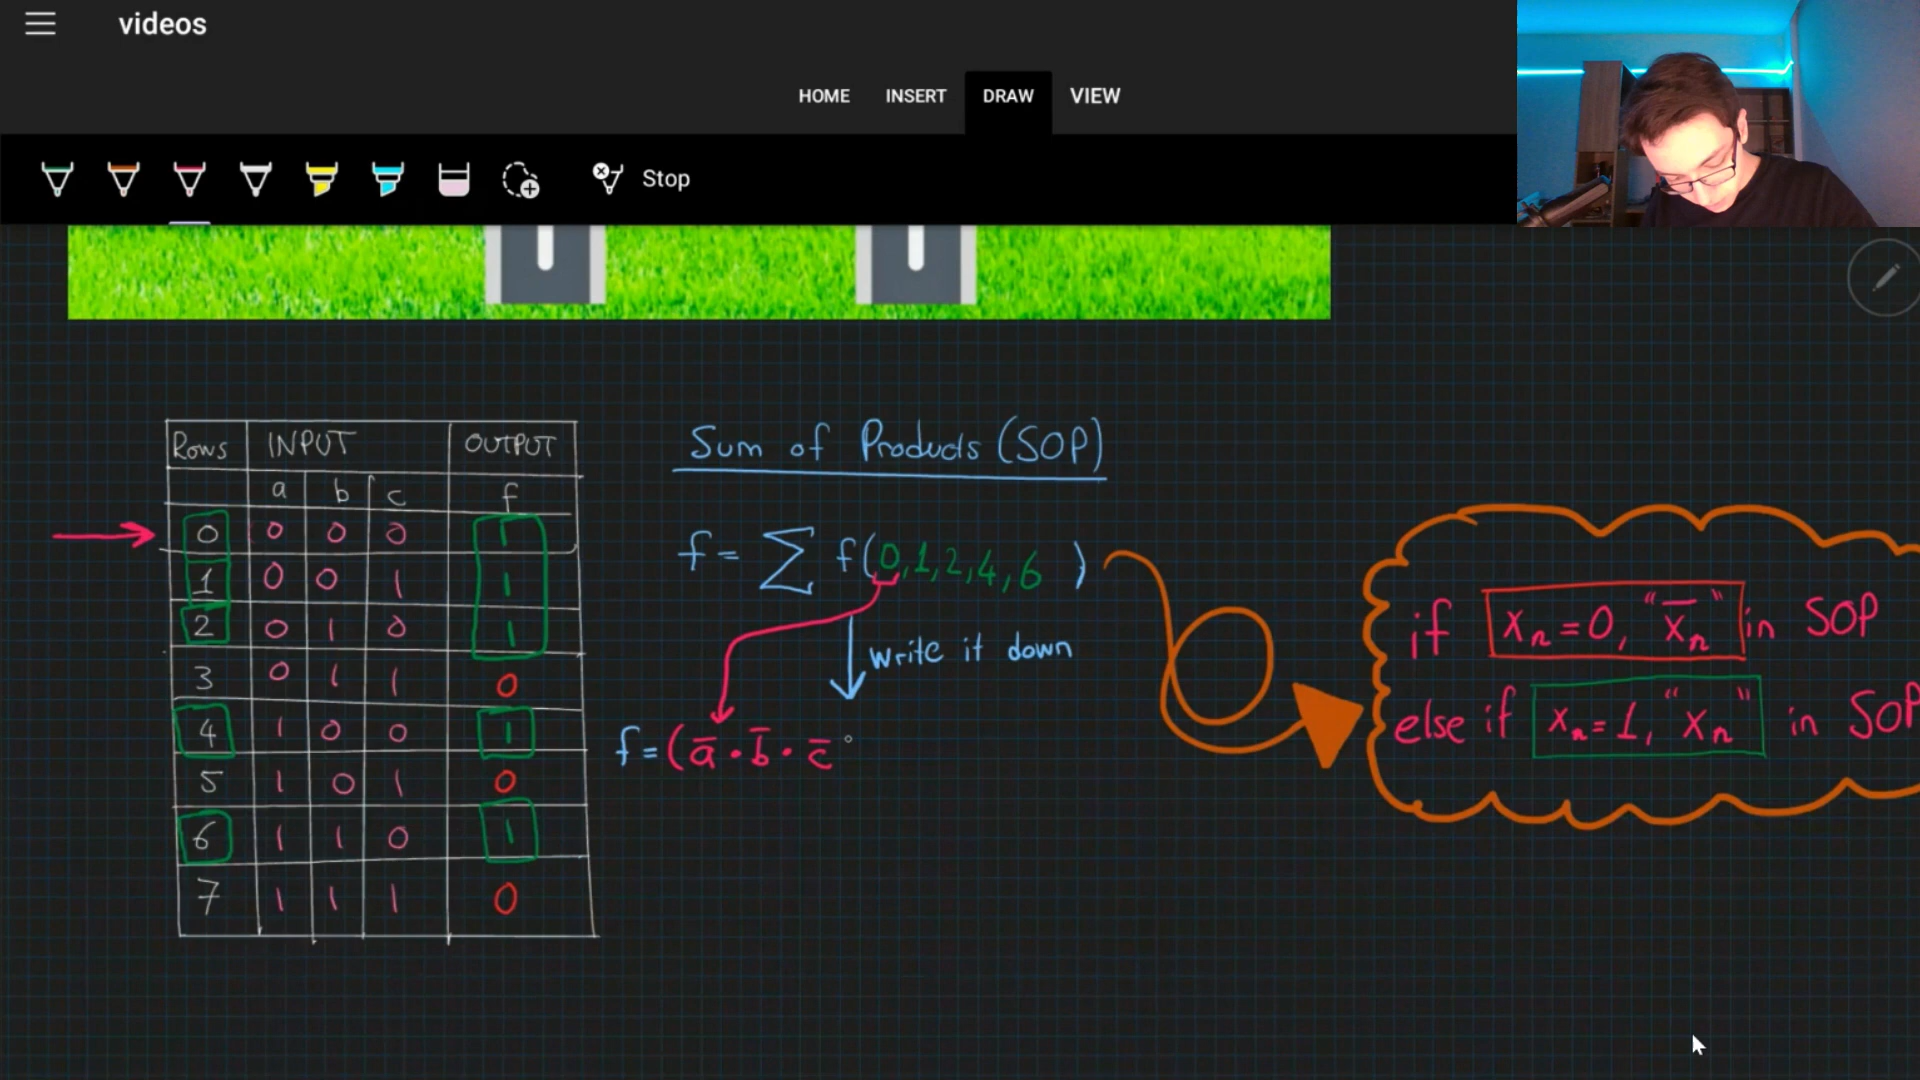 videos
HOME INSERT DRAW VIEW
Stop
Rows INPUT OUTPUT
a b c f
0 0 0 0 1
1 0 0 1 1
2 0 1 0 1
3 0 1 1 0
4 1 0 0 1
5 1 0 1 0
6 1 1 0 1
7 1 1 1 0
Sum of Products (SOP)
f = ∑ f(0,1,2,4,6 )
write it down
f = ( a̅ · b̅ · c̅
if xₙ = 0, "x̅ₙ" in SOP
else if xₙ = 1, "xₙ" in SOP